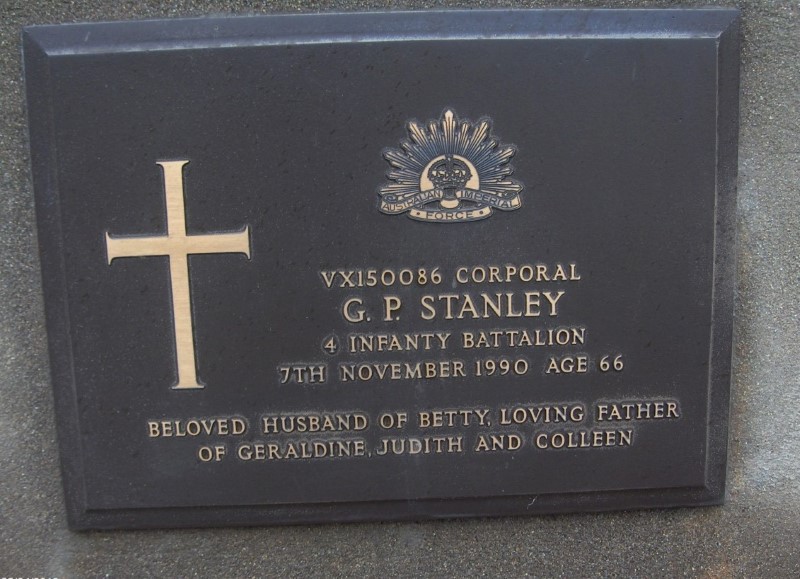 AUSTRALIAN IMPERIAL
FORCE
VX150086 CORPORAL
G. P. STANLEY
4 INFANTY BATTALION
7TH NOVEMBER 1990 AGE 66
BELOVED HUSBAND OF BETTY, LOVING FATHER
OF GERALDINE, JUDITH AND COLLEEN